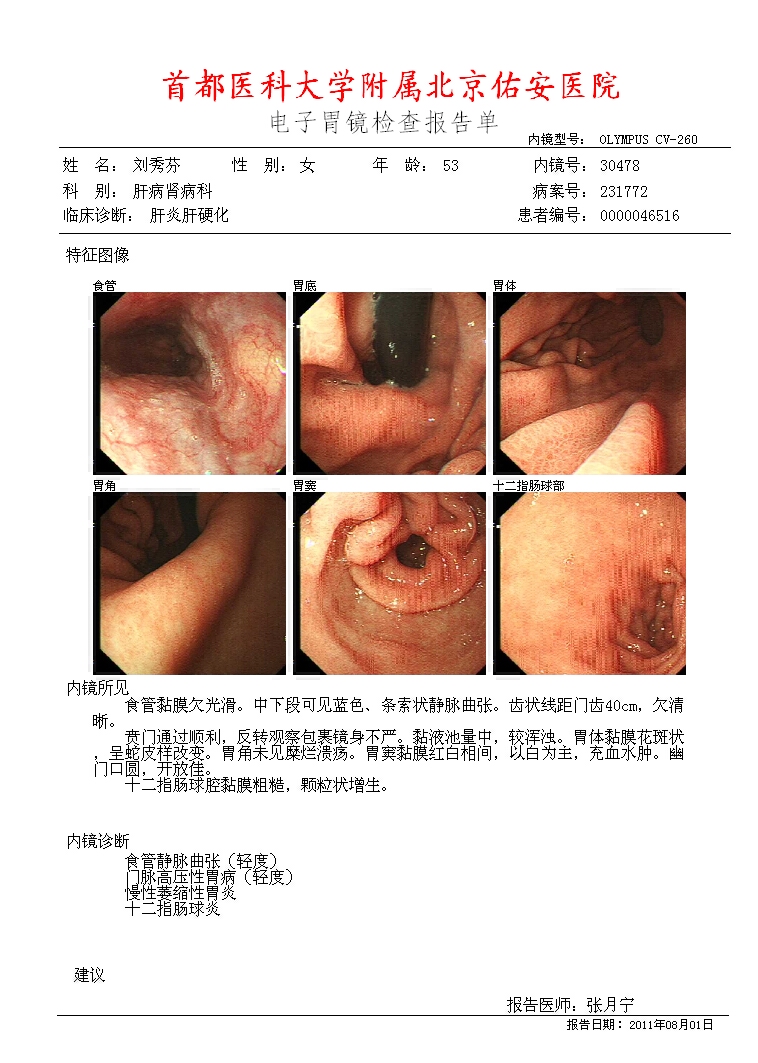 首都医科大学附属北京佑安医院
电子胃镜检查报告单
内镜型号： OLYMPUS CV-260
姓 名： 刘秀芬 性 别： 女 年 龄： 53 内镜号： 30478
科 别： 肝病肾病科 病案号： 231772
临床诊断： 肝炎肝硬化 患者编号： 0000046516
特征图像
食管 胃底 胃体
胃角 胃窦 十二指肠球部
内镜所见
食管黏膜欠光滑。中下段可见蓝色、条索状静脉曲张。齿状线距门齿40cm，欠清
晰。
贲门通过顺利，反转观察包裹镜身不严。黏液池量中，较浑浊。胃体黏膜花斑状
，呈蛇皮样改变。胃角未见糜烂溃疡。胃窦黏膜红白相间，以白为主，充血水肿。幽
门口圆，开放佳。
十二指肠球腔黏膜粗糙，颗粒状增生。
内镜诊断
食管静脉曲张（轻度）
门脉高压性胃病（轻度）
慢性萎缩性胃炎
十二指肠球炎
建议
报告医师：张月宁
报告日期：2011年08月01日